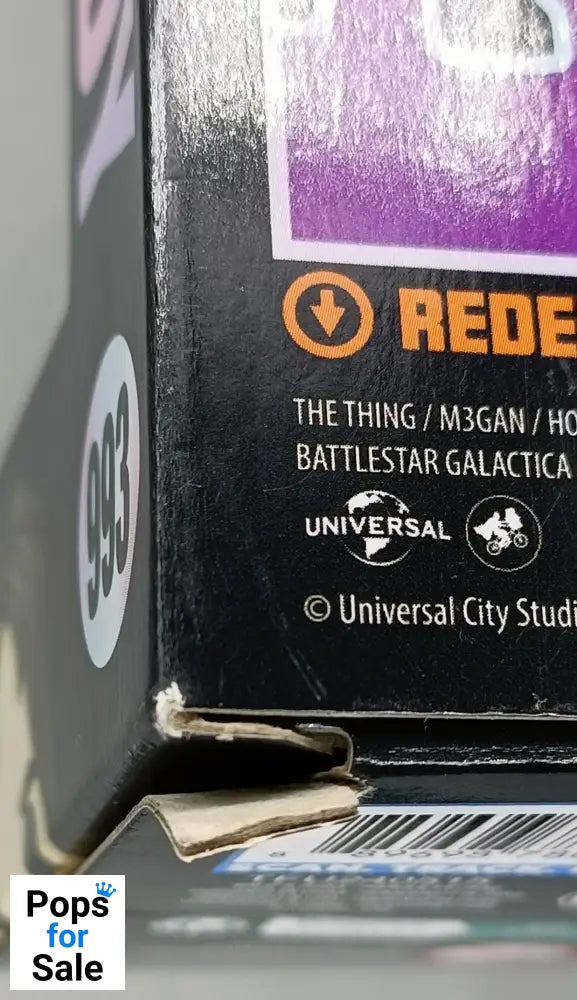 993
REDE
THE THING / M3GAN / HO
BATTLESTAR GALACTICA
UNIVERSAL
© Universal City Studi
Pops
for
Sale